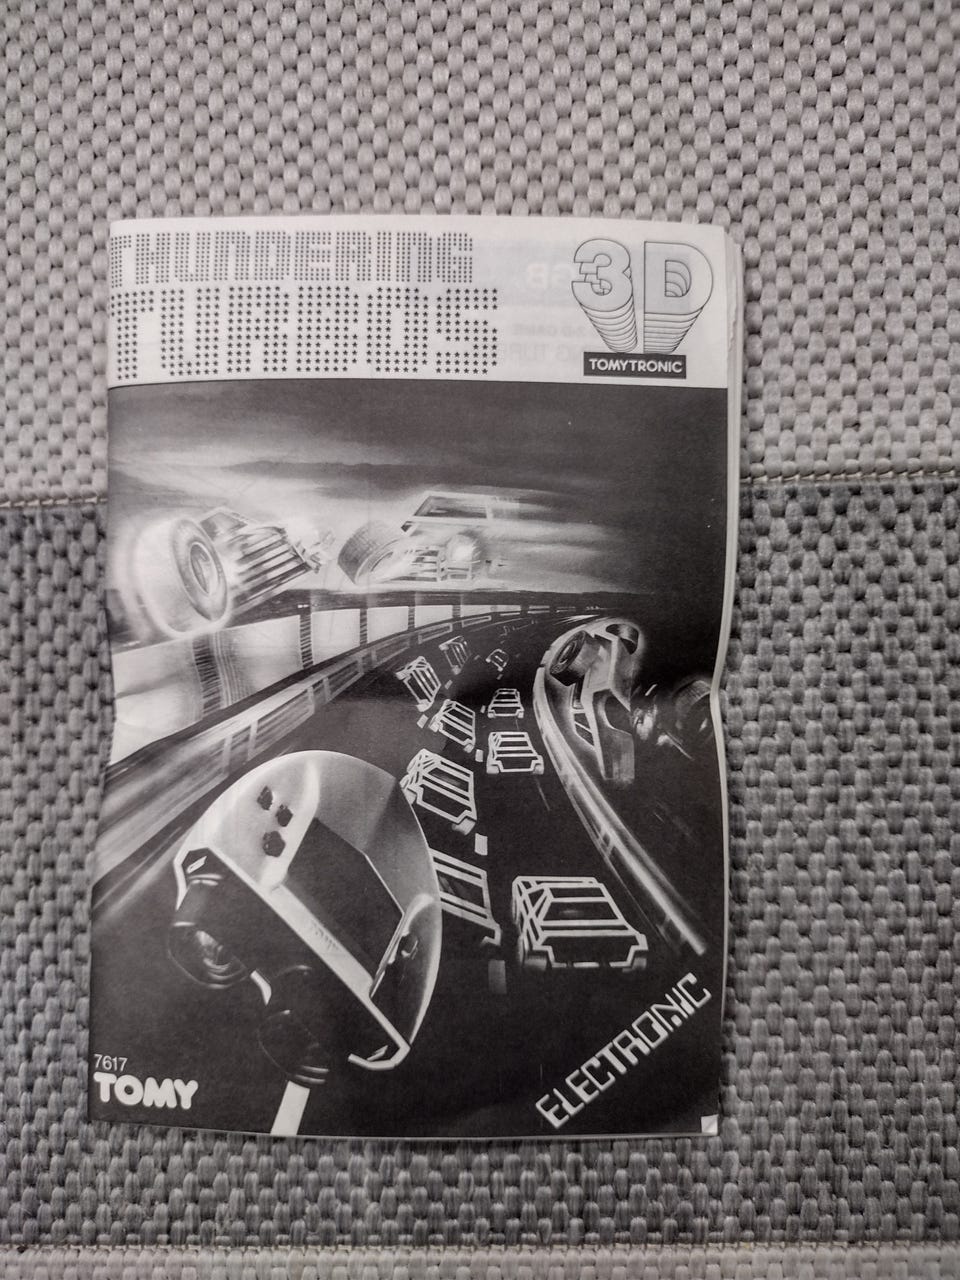 THUNDERING
TURBOS
3D
TOMYTRONIC
ELECTRONIC
7617
TOMY